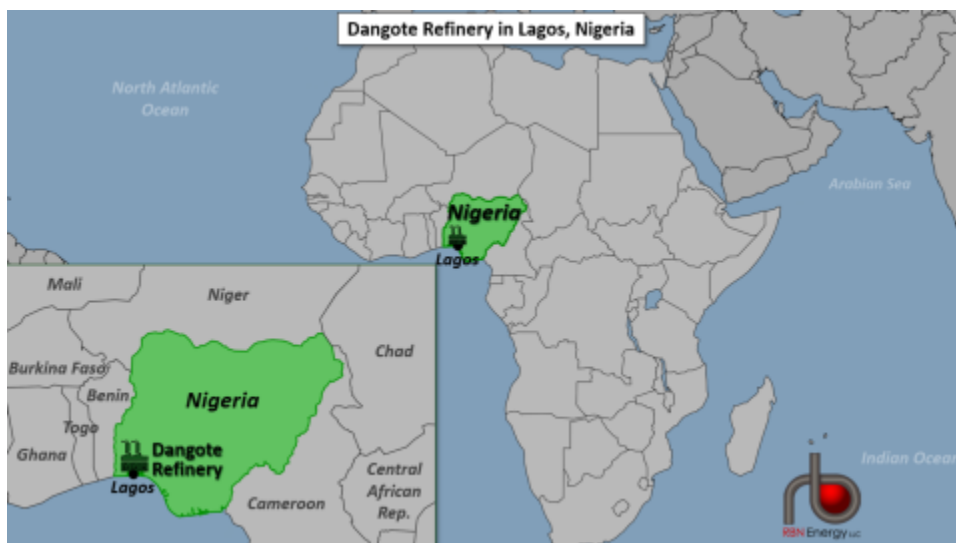 Dangote Refinery in Lagos, Nigeria
North Atlantic
Ocean
Arabian Sea
Nigeria
Lagos
Mali
Niger
Chad
Burkina Faso
Benin
Nigeria
Togo
Ghana
Dangote
Refinery
Lagos
Cameroon
Central
African
Rep.
Indian Ocean
RBN Energy LLC